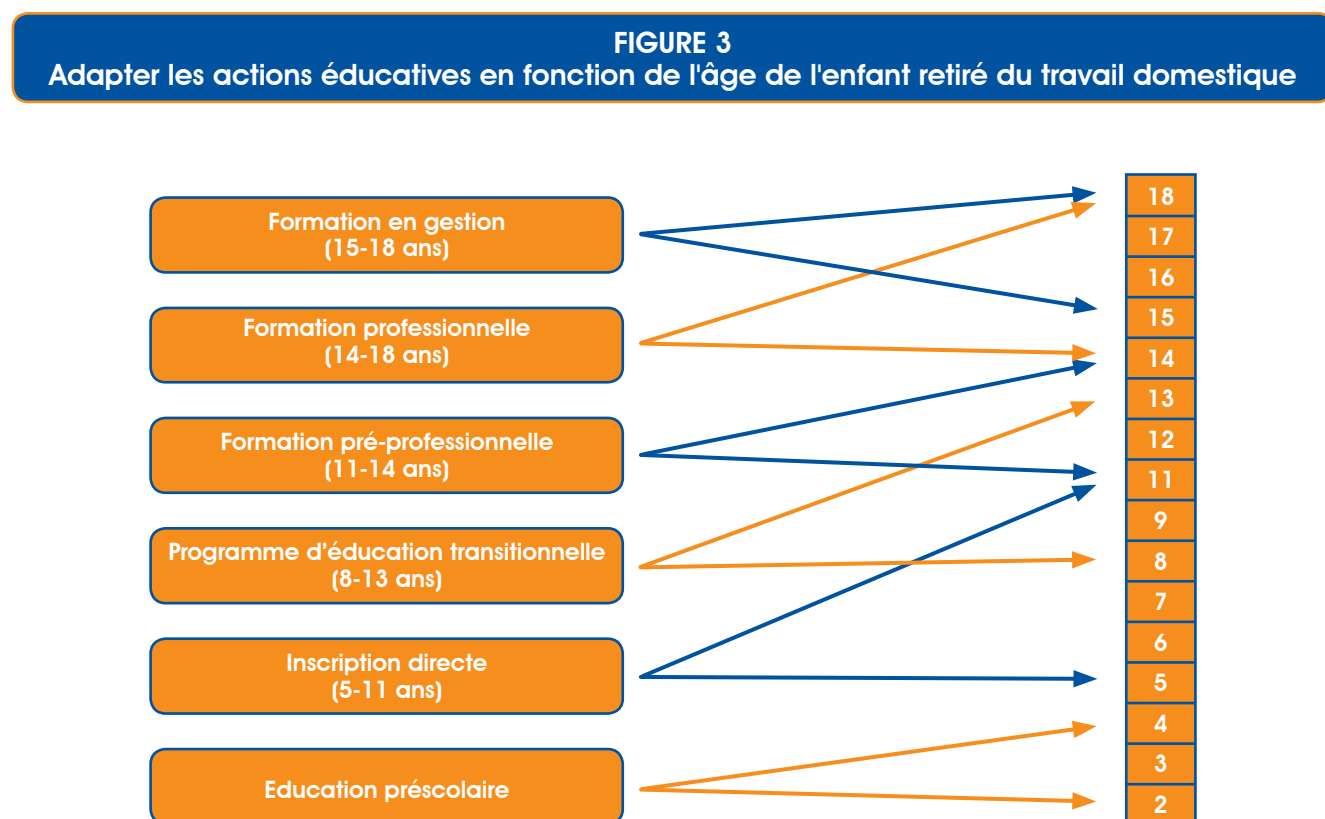 FIGURE 3
Adapter les actions éducatives en fonction de l'âge de l'enfant retiré du travail domestique
Formation en gestion
(15-18 ans)
Formation professionnelle
(14-18 ans)
Formation pré-professionnelle
(11-14 ans)
Programme d'éducation transitionnelle
(8-13 ans)
Inscription directe
(5-11 ans)
Education préscolaire
18
17
16
15
14
13
12
11
9
8
7
6
5
4
3
2